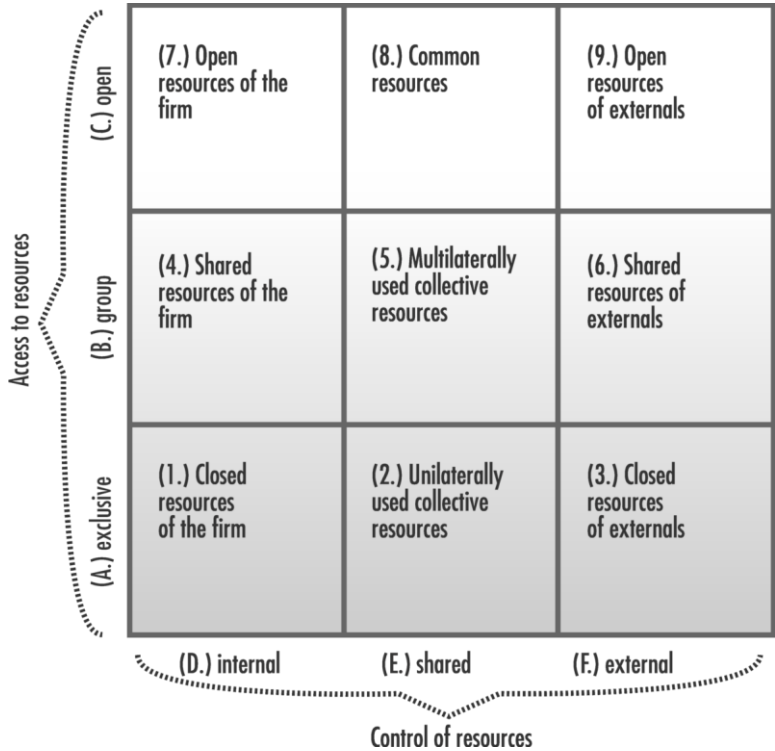 (7.) Open
resources of the
firm
(8.) Common
resources
(9.) Open
resources
of externals
(4.) Shared
resources of the
firm
(5.) Multilaterally
used collective
resources
(6.) Shared
resources of
externals
(1.) Closed
resources
of the firm
(2.) Unilaterally
used collective
resources
(3.) Closed
resources
of externals
Access to resources
(C.) open
(B.) group
(A.) exclusive
(D.) internal
(E.) shared
(F.) external
Control of resources